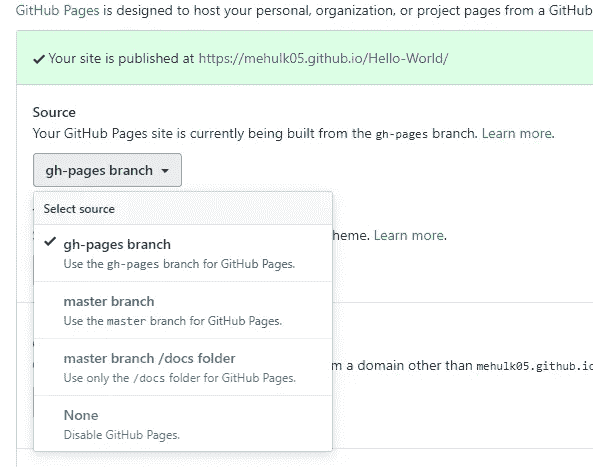 GitHub Pages is designed to host your personal, organization, or project pages from a GitHub
Your site is published at https://mehulk05.github.io/Hello-World/
Source
Your GitHub Pages site is currently being built from the gh-pages branch. Learn more.
gh-pages branch
Select source
gh-pages branch
heme. Learn more.
Use the gh-pages branch for GitHub Pages.
master branch
Use the master branch for GitHub Pages.
master branch /docs folder
m a domain other than mehulk05.github.io
Use only the /docs folder for GitHub Pages.
None
Disable GitHub Pages.